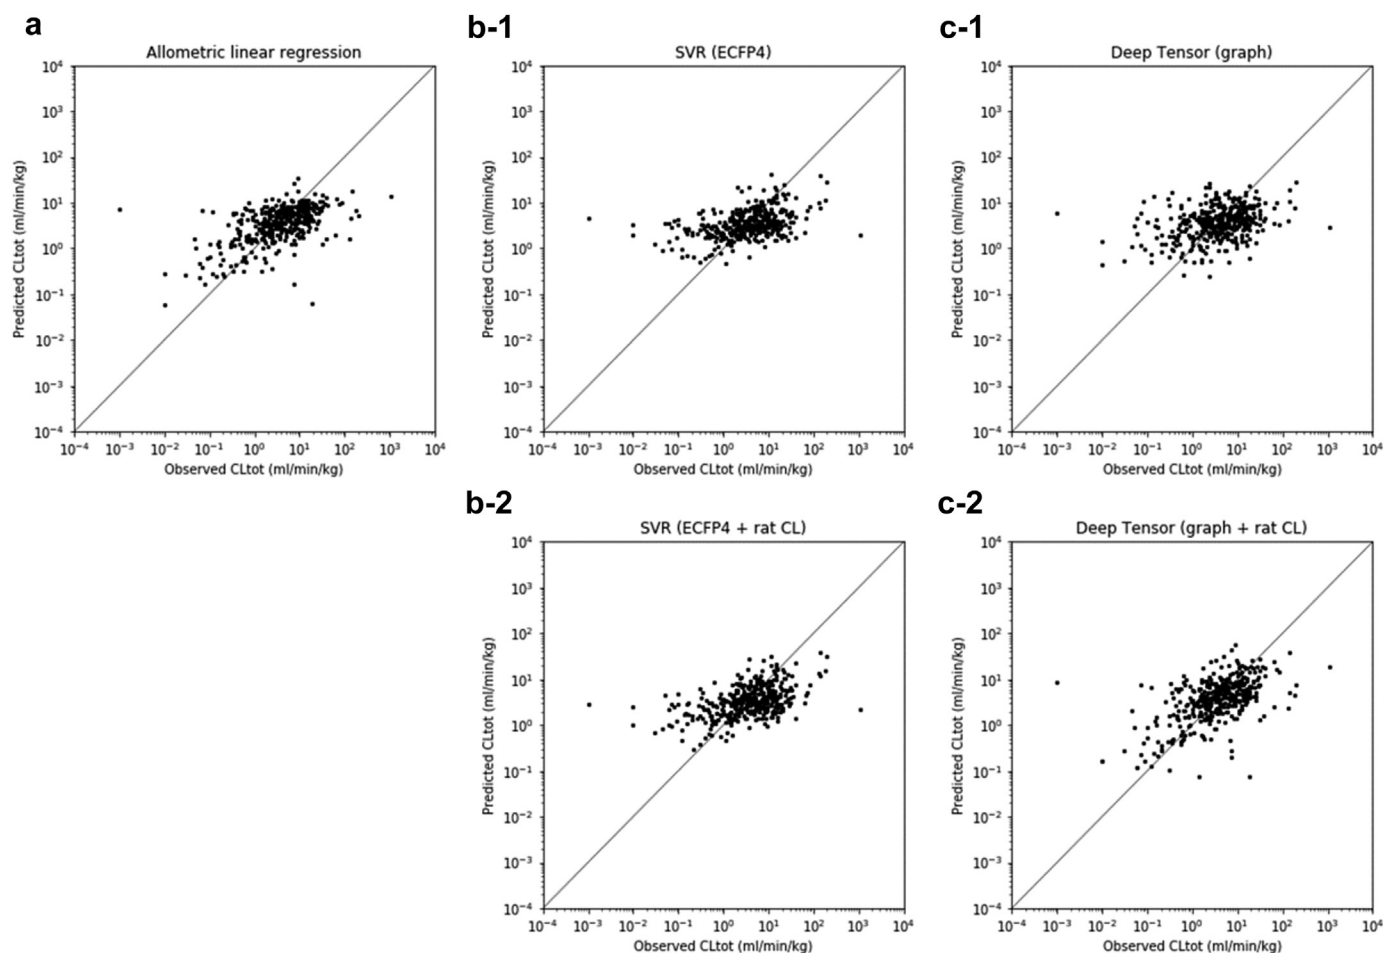 a
Allometric linear regression
10⁴
10³
10²
10¹
10⁰
10⁻¹
10⁻²
10⁻³
10⁻⁴
Predicted CLtot (ml/min/kg)
10⁻⁴ 10⁻³ 10⁻² 10⁻¹ 10⁰ 10¹ 10² 10³ 10⁴
Observed CLtot (ml/min/kg)
b-1
SVR (ECFP4)
10⁴
10³
10²
10¹
10⁰
10⁻¹
10⁻²
10⁻³
10⁻⁴
Predicted CLtot (ml/min/kg)
10⁻⁴ 10⁻³ 10⁻² 10⁻¹ 10⁰ 10¹ 10² 10³ 10⁴
Observed CLtot (ml/min/kg)
c-1
Deep Tensor (graph)
10⁴
10³
10²
10¹
10⁰
10⁻¹
10⁻²
10⁻³
10⁻⁴
Predicted CLtot (ml/min/kg)
10⁻⁴ 10⁻³ 10⁻² 10⁻¹ 10⁰ 10¹ 10² 10³ 10⁴
Observed CLtot (ml/min/kg)
b-2
SVR (ECFP4 + rat CL)
10⁴
10³
10²
10¹
10⁰
10⁻¹
10⁻²
10⁻³
10⁻⁴
Predicted CLtot (ml/min/kg)
10⁻⁴ 10⁻³ 10⁻² 10⁻¹ 10⁰ 10¹ 10² 10³ 10⁴
Observed CLtot (ml/min/kg)
c-2
Deep Tensor (graph + rat CL)
10⁴
10³
10²
10¹
10⁰
10⁻¹
10⁻²
10⁻³
10⁻⁴
Predicted CLtot (ml/min/kg)
10⁻⁴ 10⁻³ 10⁻² 10⁻¹ 10⁰ 10¹ 10² 10³ 10⁴
Observed CLtot (ml/min/kg)